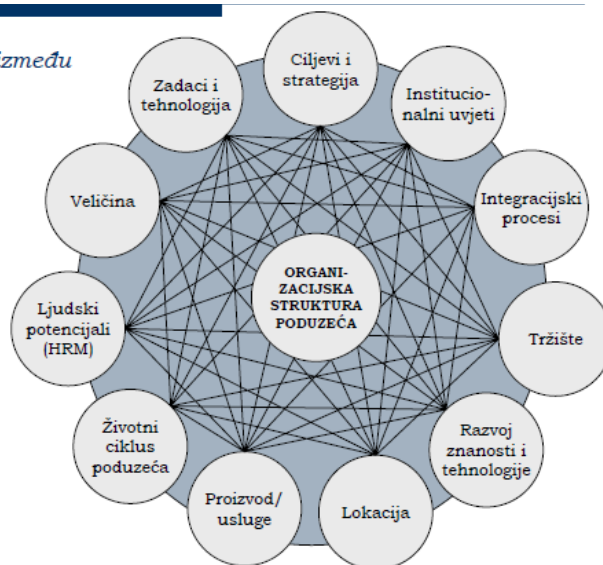 između
Ciljevi i
strategija
Institucio-
nalni uvjeti
Integracijski
procesi
Tržište
Razvoj
znanosti i
tehnologije
Lokacija
Proizvod/
usluge
Životni
ciklus
poduzeća
Ljudski
potencijali
(HRM)
Veličina
Zadaci i
tehnologija
ORGANI-
ZACIJSKA
STRUKTURA
PODUZEĆA